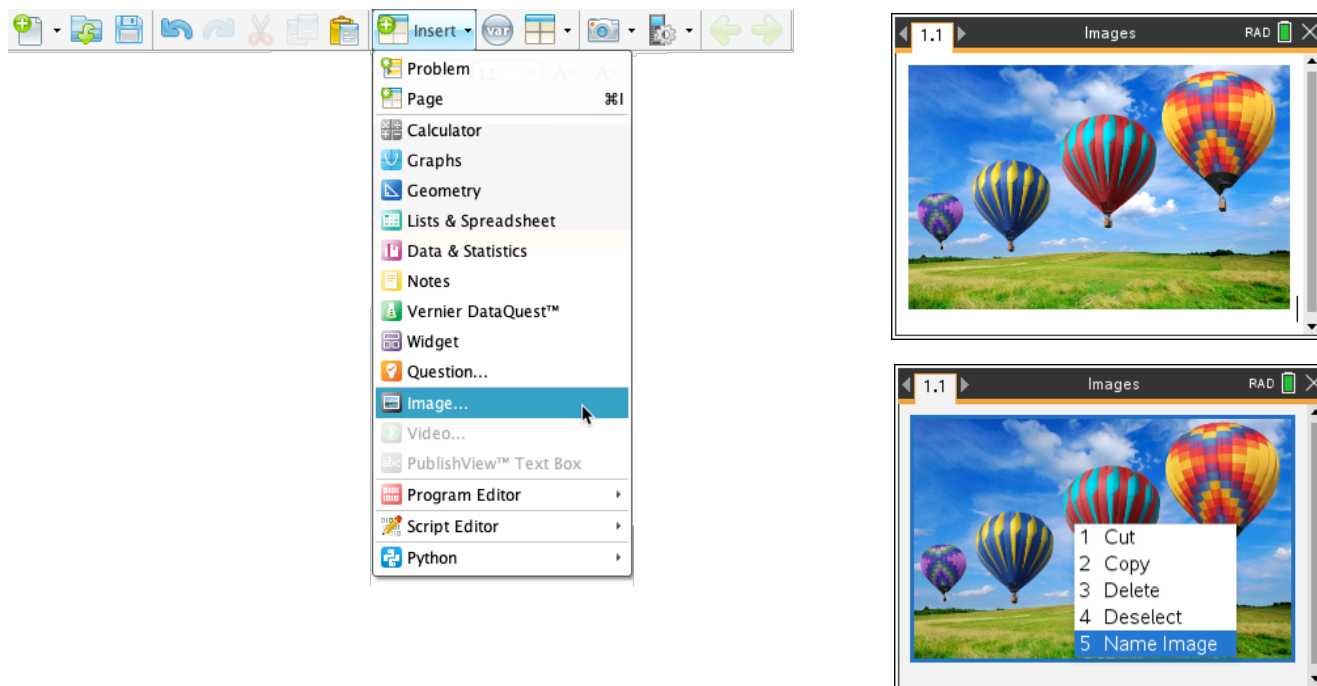 Insert
var
Problem
Page ⌘I
Calculator
Graphs
Geometry
Lists & Spreadsheet
Data & Statistics
Notes
Vernier DataQuest™
Widget
Question...
Image...
Video...
abc PublishView™ Text Box
Program Editor
Script Editor
Python
1.1 Images RAD
1.1 Images RAD
1 Cut
2 Copy
3 Delete
4 Deselect
5 Name Image